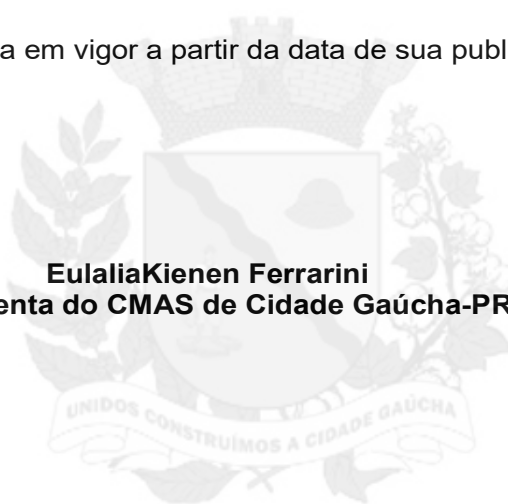 a em vigor a partir da data de sua publ
EulaliaKienen Ferrarini
enta do CMAS de Cidade Gaúcha-PR
UNIDOS CONSTRUÍMOS A CIDADE GAÚCHA